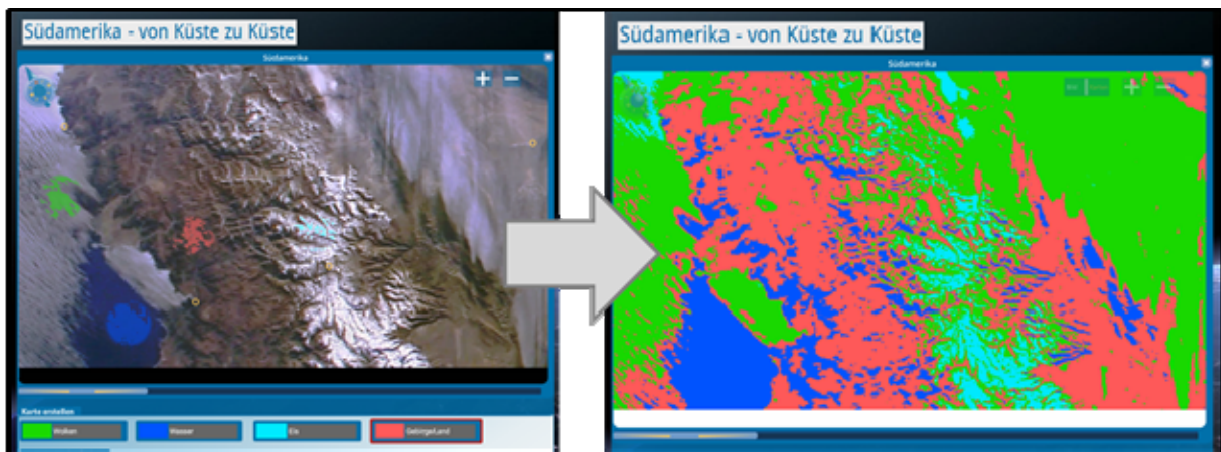 Südamerika - von Küste zu Küste
Südamerika
Karte erstellen
Wolken
Wasser
Eis
Gebirge/Land
Südamerika - von Küste zu Küste
Südamerika